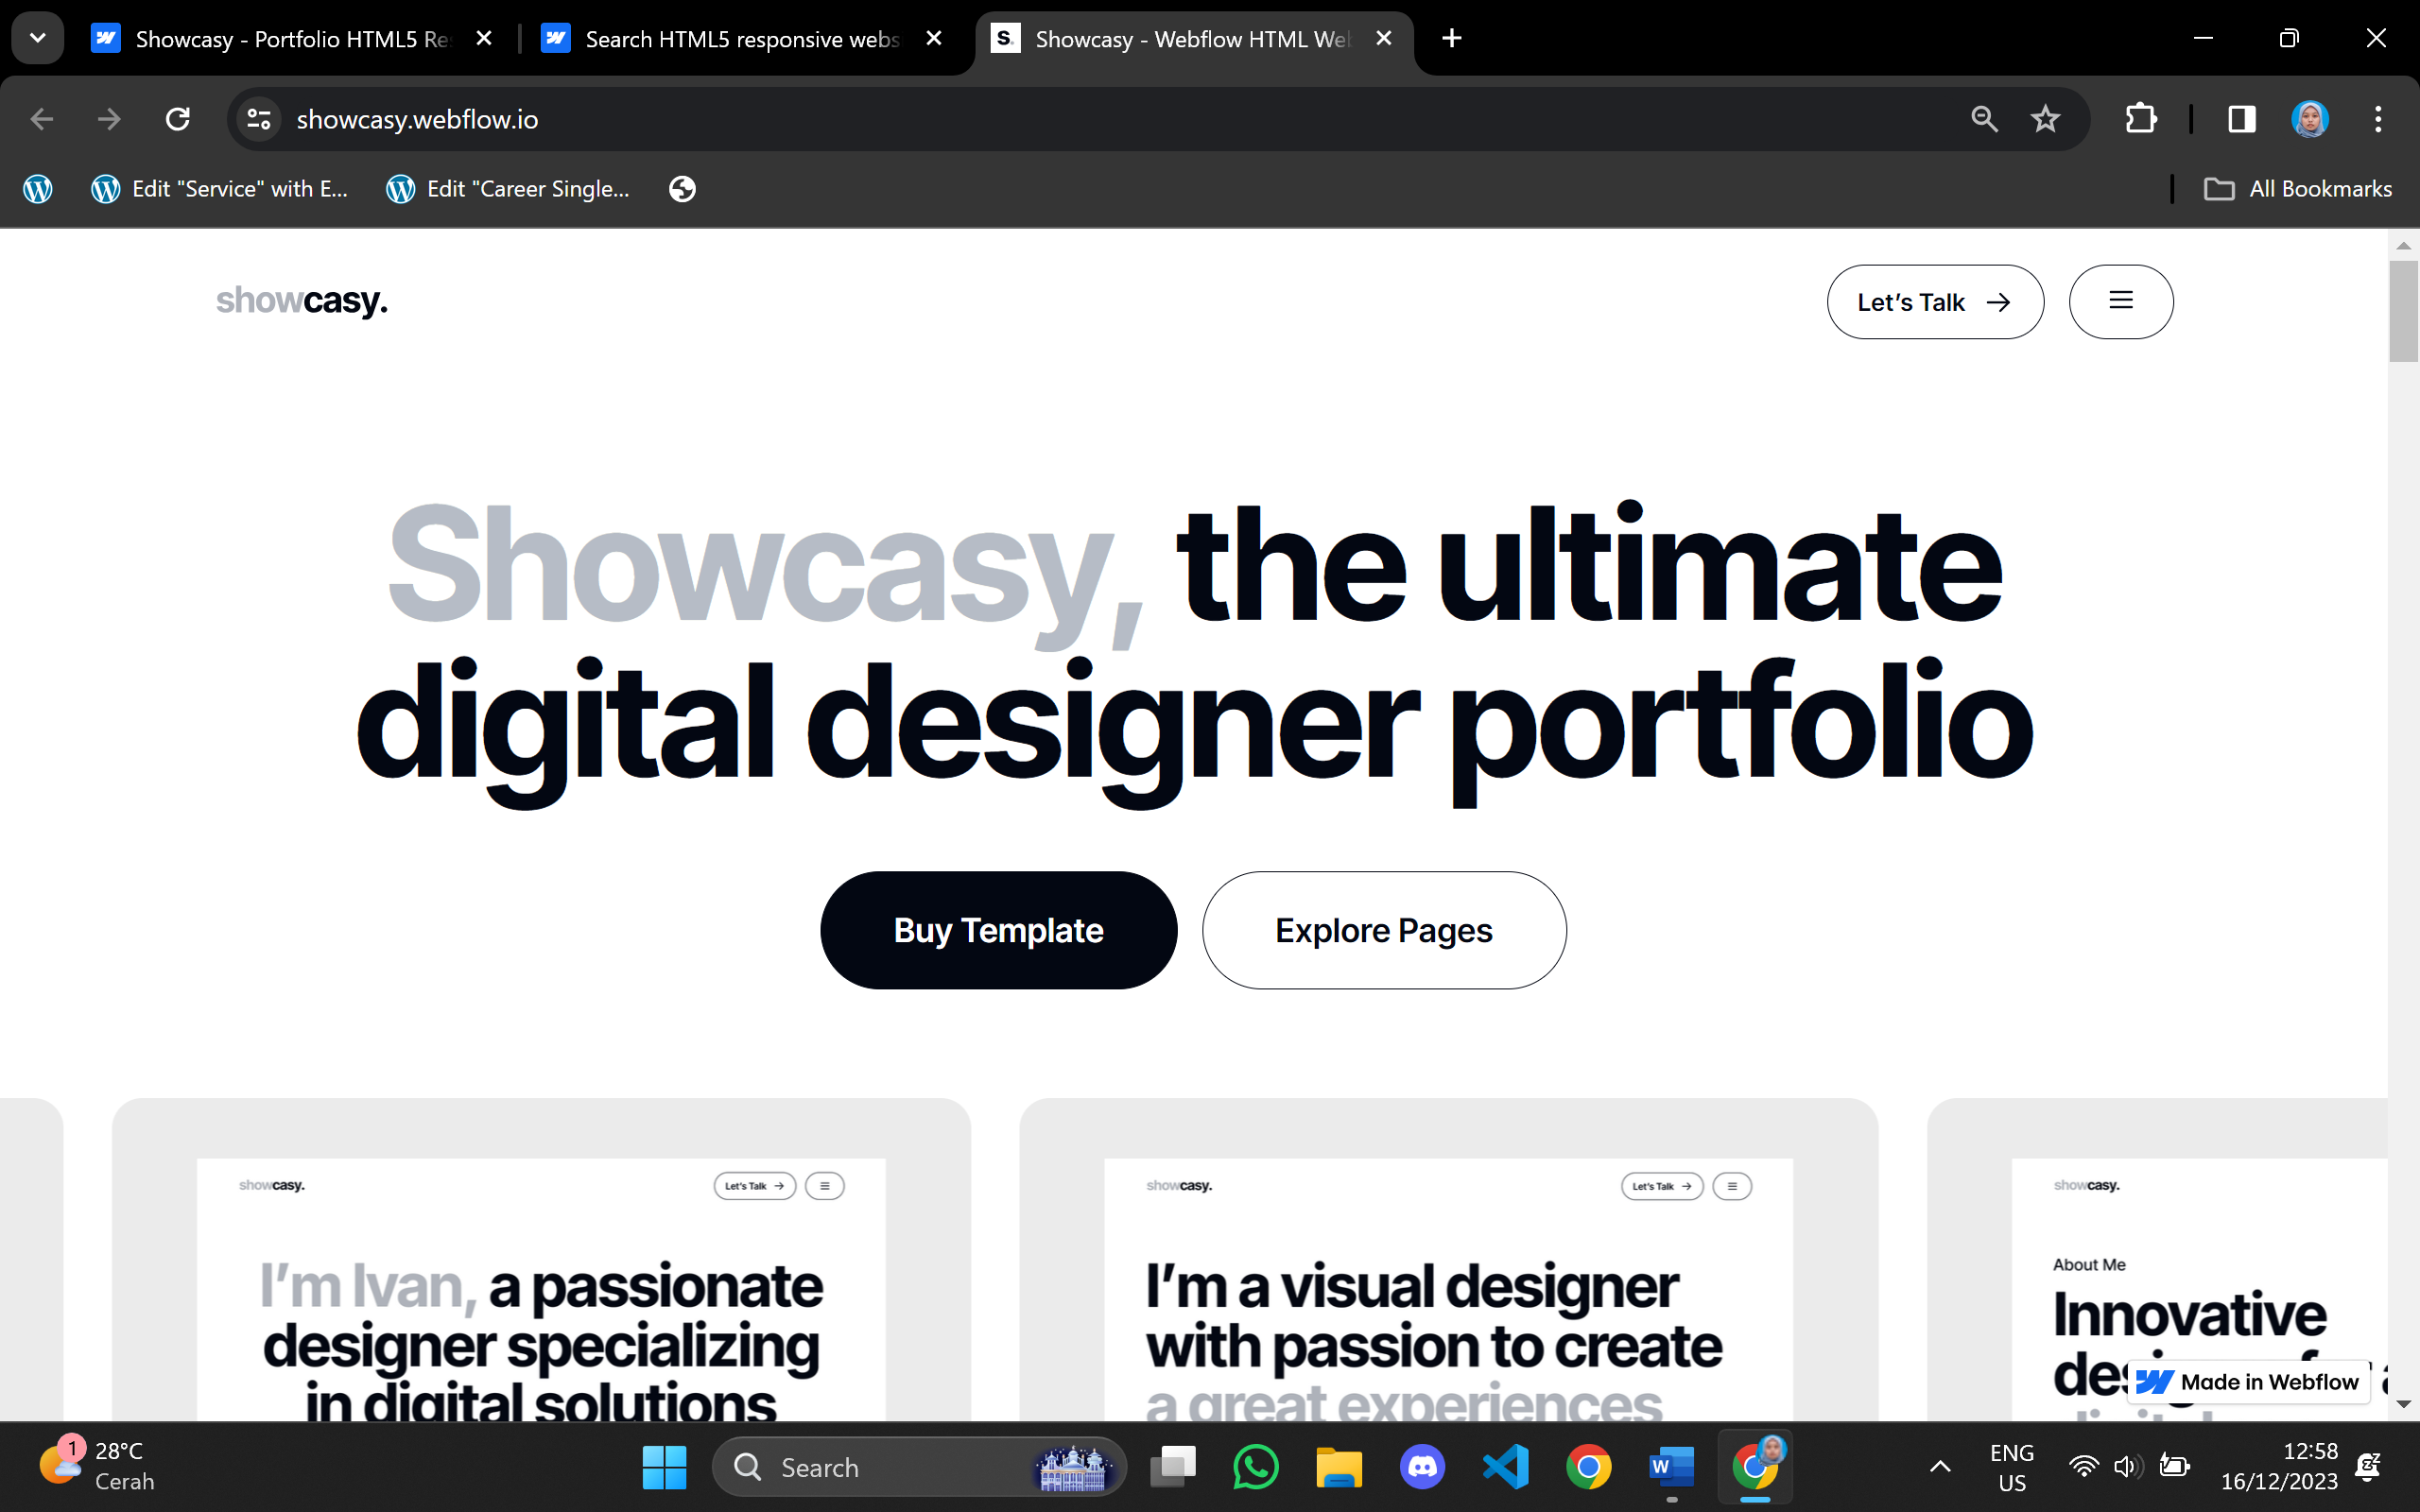 Showcasy - Portfolio HTML5 Re
Search HTML5 responsive webs
S.
Showcasy - Webflow HTML We
showcasy.webflow.io
Edit "Service" with E...
Edit "Career Single...
All Bookmarks
showcasy.
Let's Talk
Showcasy, the ultimate
digital designer portfolio
Buy Template
Explore Pages
showcasy.
Let's Talk
I'm Ivan, a passionate
designer specializing
in digital solutions
showcasy.
Let's Talk
I'm a visual designer
with passion to create
a great experiences
showcasy.
About Me
Innovative
Made in Webflow
1
28°C
Cerah
Search
W
ENG
US
12:58
16/12/2023